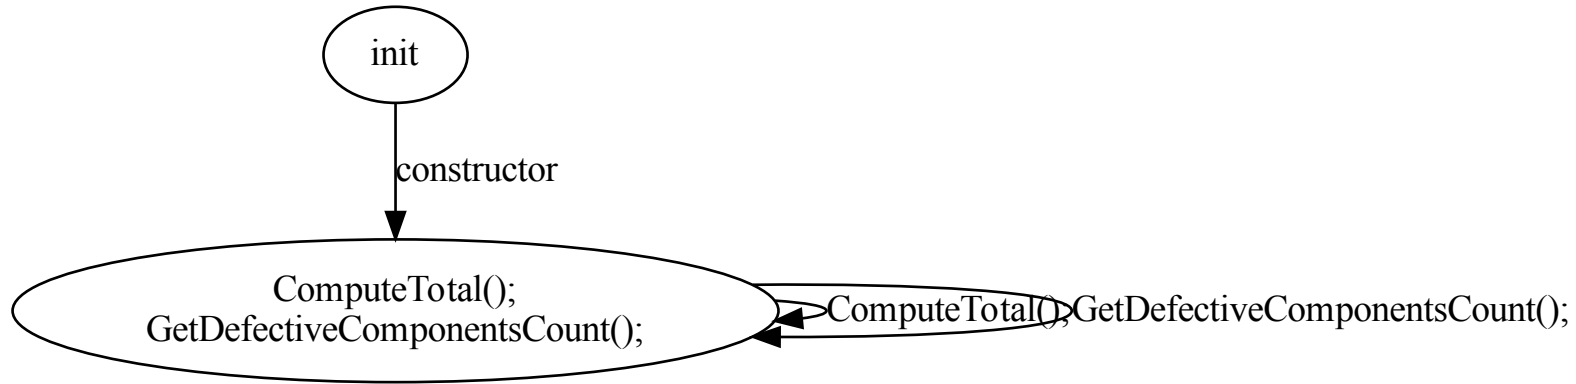 init
constructor
ComputeTotal();
GetDefectiveComponentsCount();
ComputeTotal();
GetDefectiveComponentsCount();